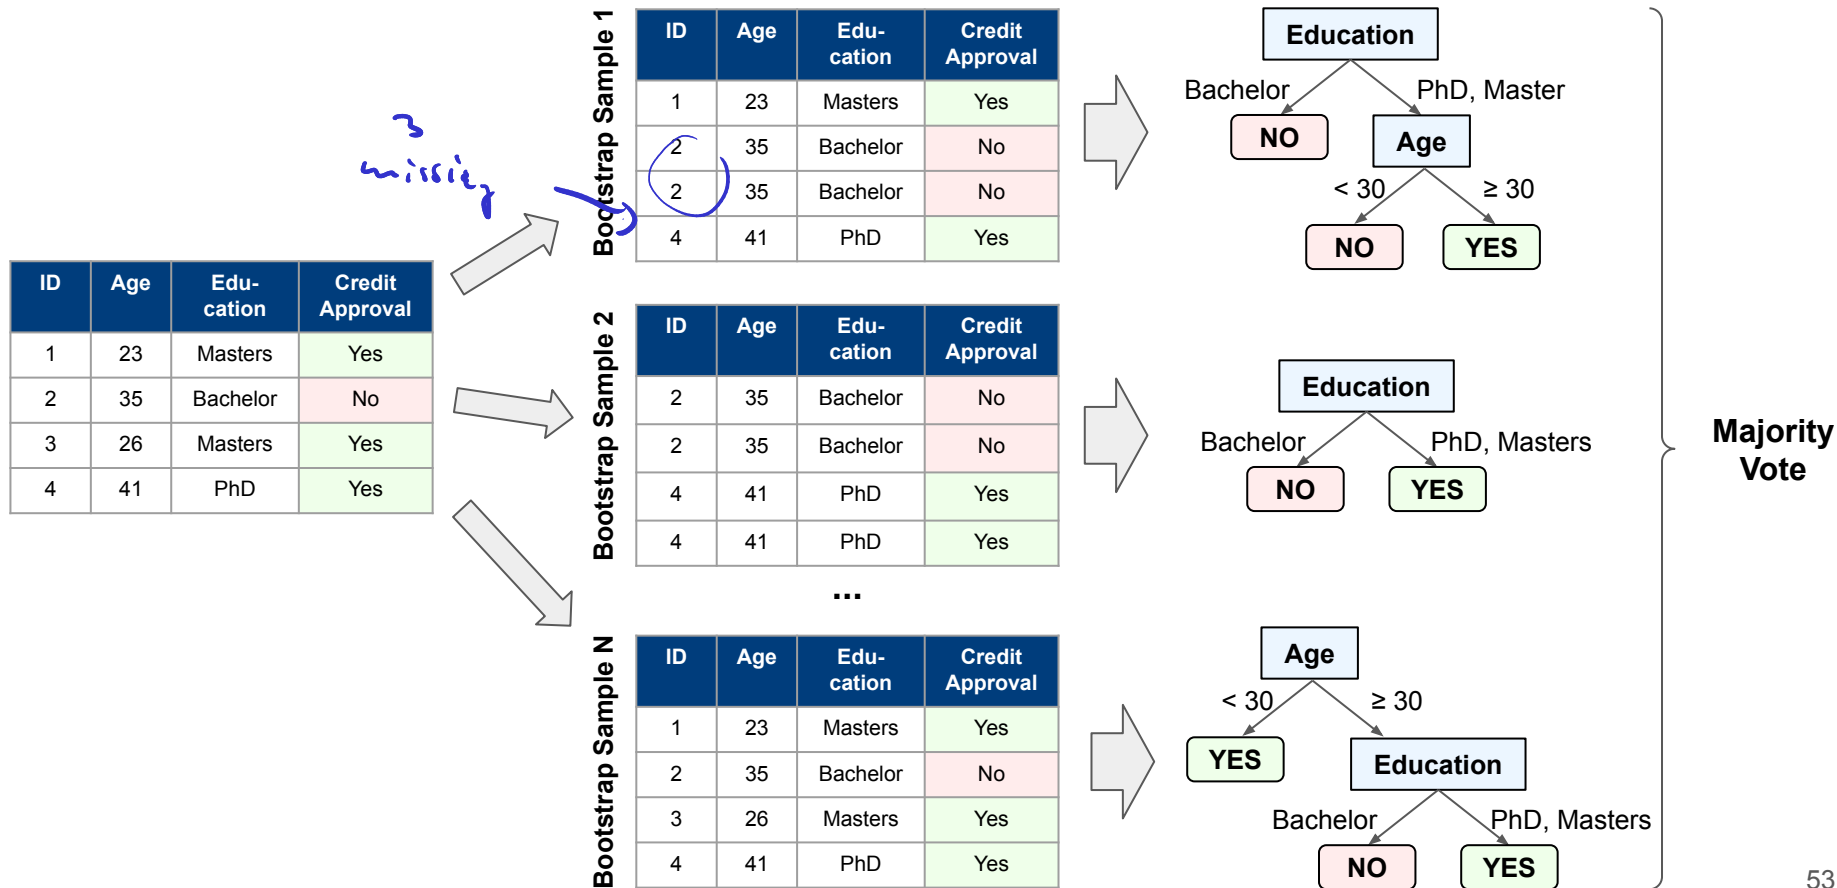 3
missing
ID Age Edu- Credit
cation Approval
1 23 Masters Yes
2 35 Bachelor No
3 26 Masters Yes
4 41 PhD Yes
Bootstrap Sample 1
ID Age Edu- Credit
cation Approval
1 23 Masters Yes
2 35 Bachelor No
2 35 Bachelor No
4 41 PhD Yes
Education
Bachelor PhD, Master
NO Age
< 30 ≥ 30
NO YES
Bootstrap Sample 2
ID Age Edu- Credit
cation Approval
2 35 Bachelor No
2 35 Bachelor No
4 41 PhD Yes
4 41 PhD Yes
Education
Bachelor PhD, Masters
NO YES
...
Bootstrap Sample N
ID Age Edu- Credit
cation Approval
1 23 Masters Yes
2 35 Bachelor No
3 26 Masters Yes
4 41 PhD Yes
Age
< 30 ≥ 30
YES Education
Bachelor PhD, Masters
NO YES
Majority
Vote
53